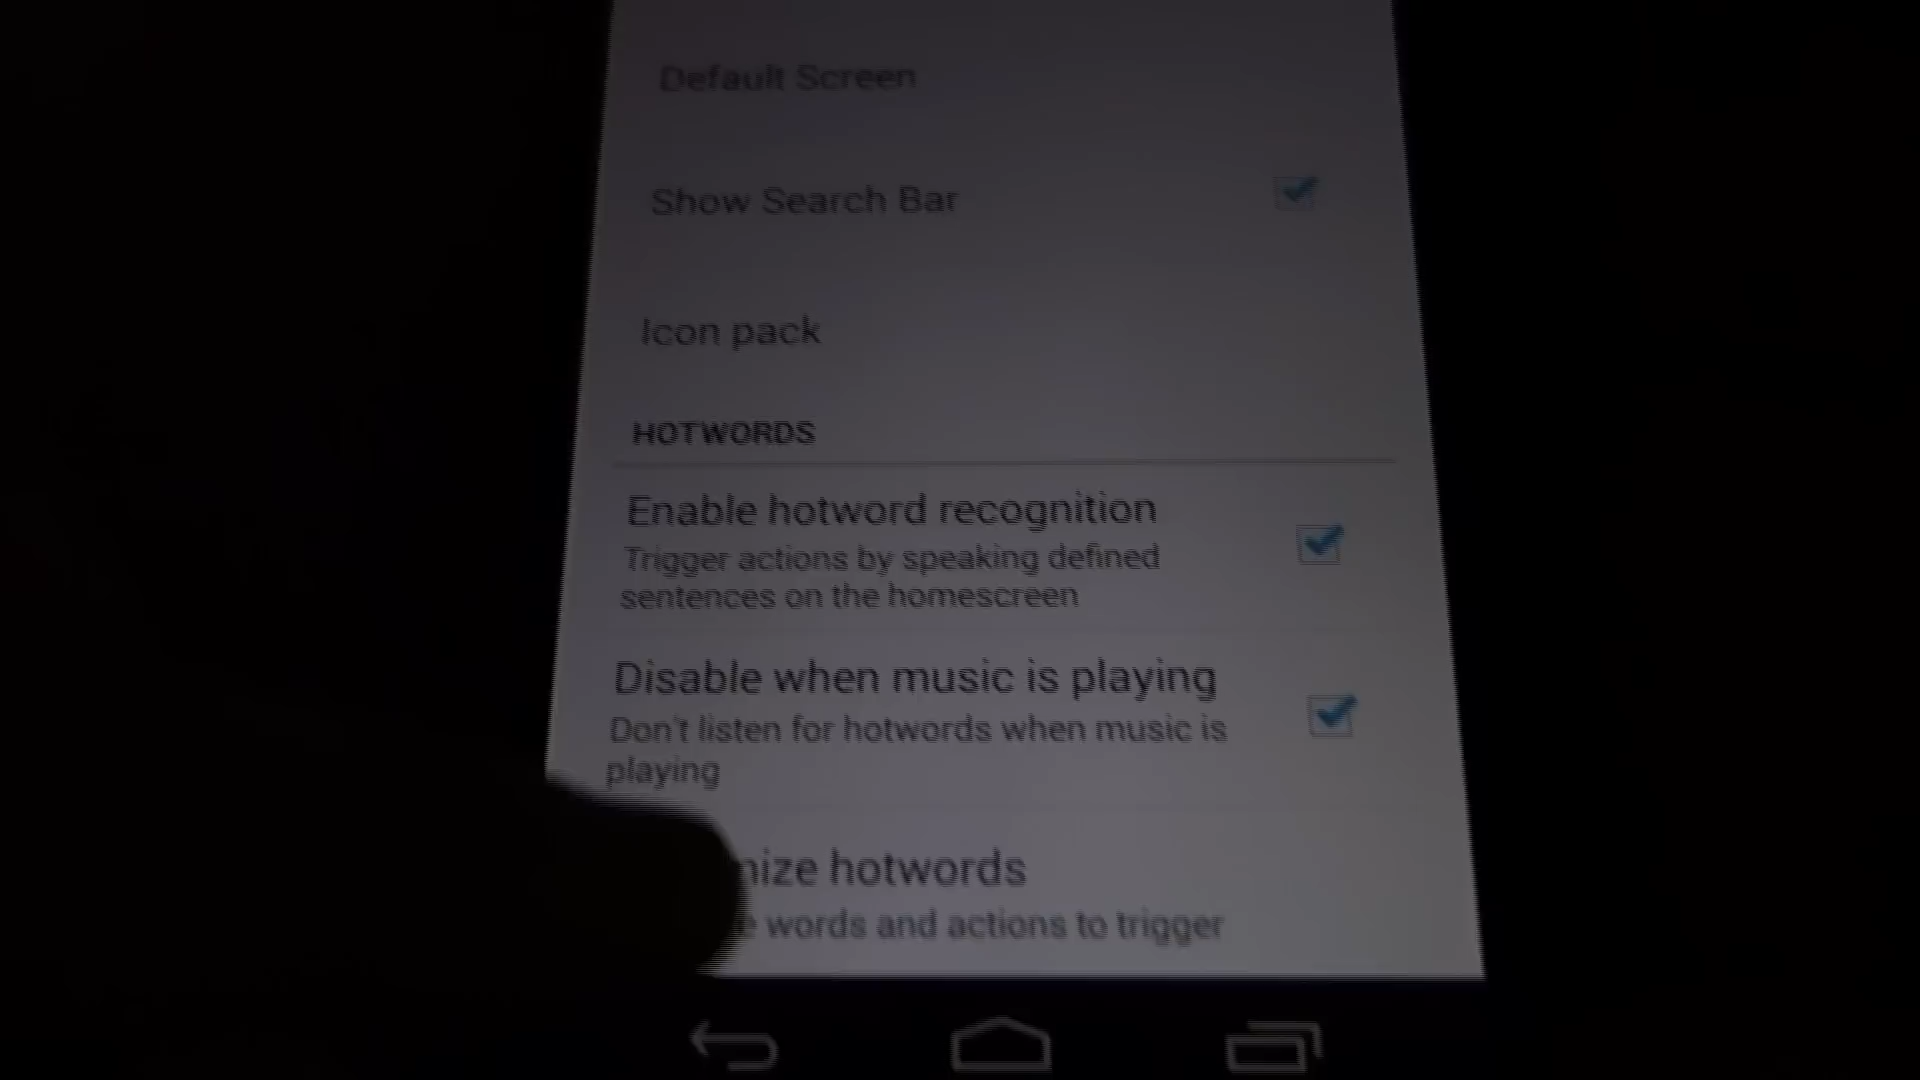 Default Screen
Show Search Bar
Icon pack
HOTWORDS
Enable hotword recognition
Trigger actions by speaking defined
sentences on the homescreen
Disable when music is playing
Don't listen for hotwords when music is
playing
hotwords
words and actions to trigger